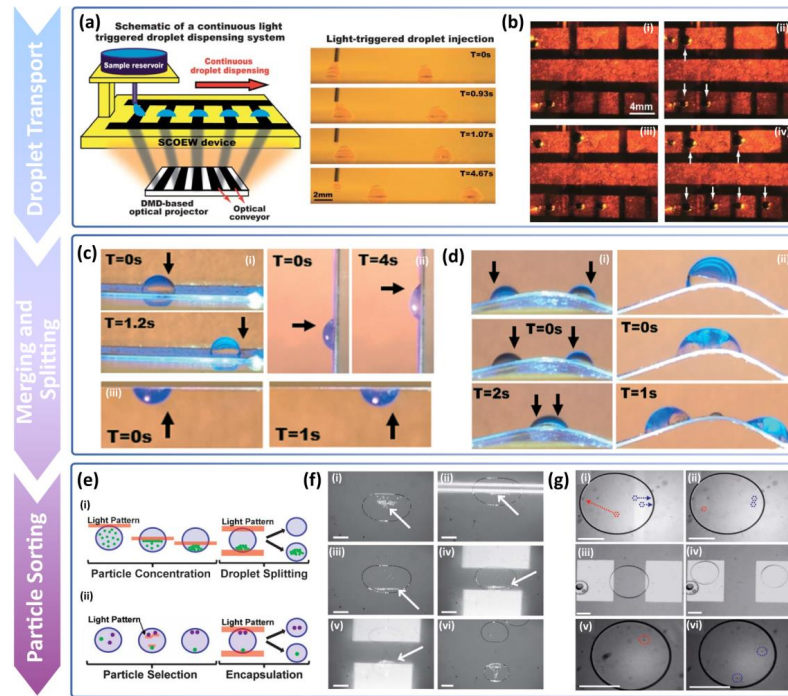 Droplet Transport
(a)
Schematic of a continuous light
triggered droplet dispensing system
Sample reservoir
Continuous
droplet dispensing
SCOEW device
DMD-based
optical projector
Optical
conveyor
Light-triggered droplet injection
T=0s
T=0.93s
T=1.07s
T=4.67s
2mm
(b)
(i)
(ii)
4mm
(iii)
(iv)
Merging and
Splitting
(c)
T=0s
(i)
T=1.2s
T=0s
T=4s
(ii)
(iii)
T=0s
T=1s
(d)
(i)
T=0s
T=2s
(ii)
T=0s
T=1s
Particle Sorting
(e)
(i)
Light Pattern
Light Pattern
Particle Concentration
Droplet Splitting
(ii)
Light Pattern
Light Pattern
Particle Selection
Encapsulation
(f)
(i)
(ii)
(iii)
(iv)
(v)
(vi)
(g)
(i)
(ii)
(iii)
(iv)
(v)
(vi)